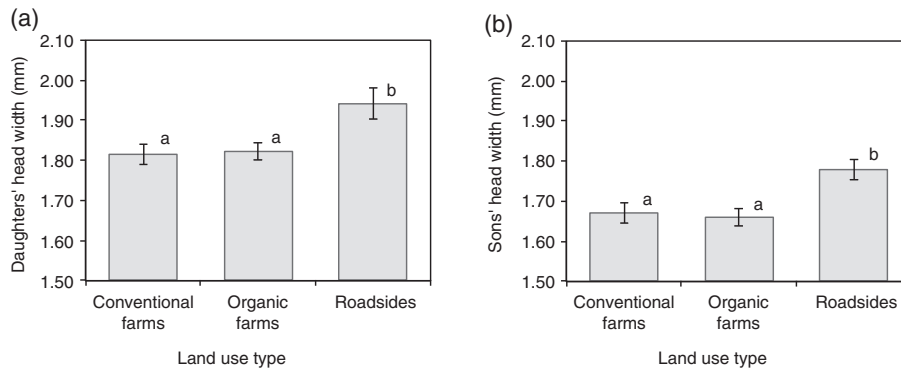 (a)
Daughters' head width (mm)
2.10
2.00
1.90
1.80
1.70
1.60
1.50
a
a
b
Conventional
farms
Organic
farms
Roadsides
Land use type
(b)
Sons' head width (mm)
2.10
2.00
1.90
1.80
1.70
1.60
1.50
a
a
b
Conventional
farms
Organic
farms
Roadsides
Land use type